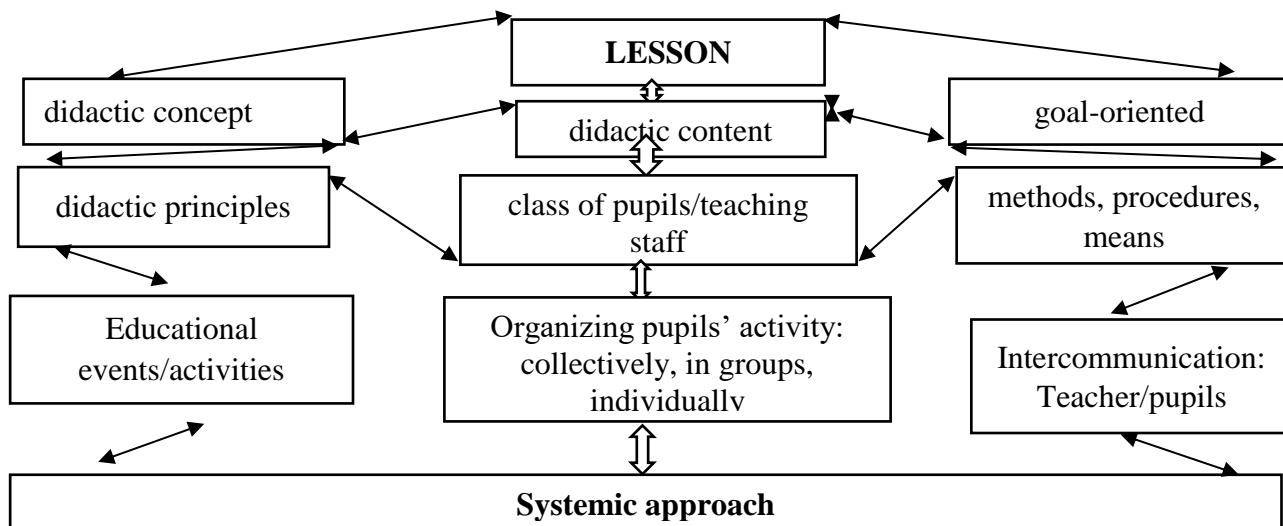 LESSON
didactic concept
didactic content
goal-oriented
didactic principles
class of pupils/teaching
staff
methods, procedures,
means
Educational
events/activities
Organizing pupils’ activity:
collectively, in groups,
individually
Intercommunication:
Teacher/pupils
Systemic approach